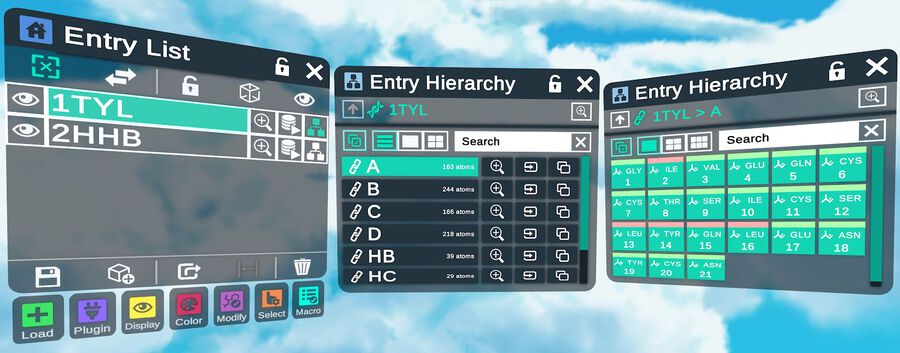 Entry List
1TYL
2HHB
Load
Plugin
Display
Color
Modify
Select
Macro
Entry Hierarchy
1TYL
Search
A 163 atoms
B 244 atoms
C 166 atoms
D 218 atoms
HB 39 atoms
HC 29 atoms
Entry Hierarchy
1TYL > A
Search
GLY 1 ILE 2 VAL 3 GLU 4 GLN 5 CYS 6
CYS 7 THR 8 SER 9 ILE 10 CYS 11 SER 12
LEU 13 TYR 14 GLN 15 LEU 16 GLU 17 ASN 18
TYR 19 CYS 20 ASN 21